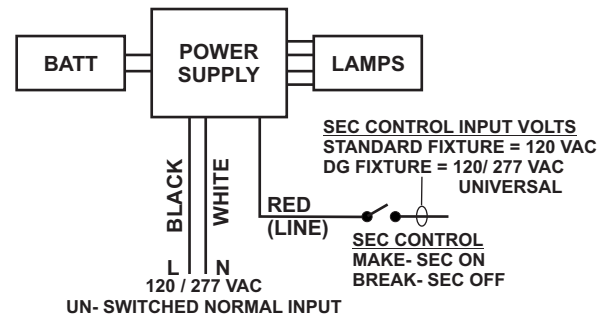 BATT
POWER
SUPPLY
LAMPS
SEC CONTROL INPUT VOLTS
STANDARD FIXTURE = 120 VAC
DG FIXTURE = 120/ 277 VAC
UNIVERSAL
BLACK
WHITE
RED
(LINE)
SEC CONTROL
MAKE- SEC ON
BREAK- SEC OFF
L N
120 / 277 VAC
UN- SWITCHED NORMAL INPUT